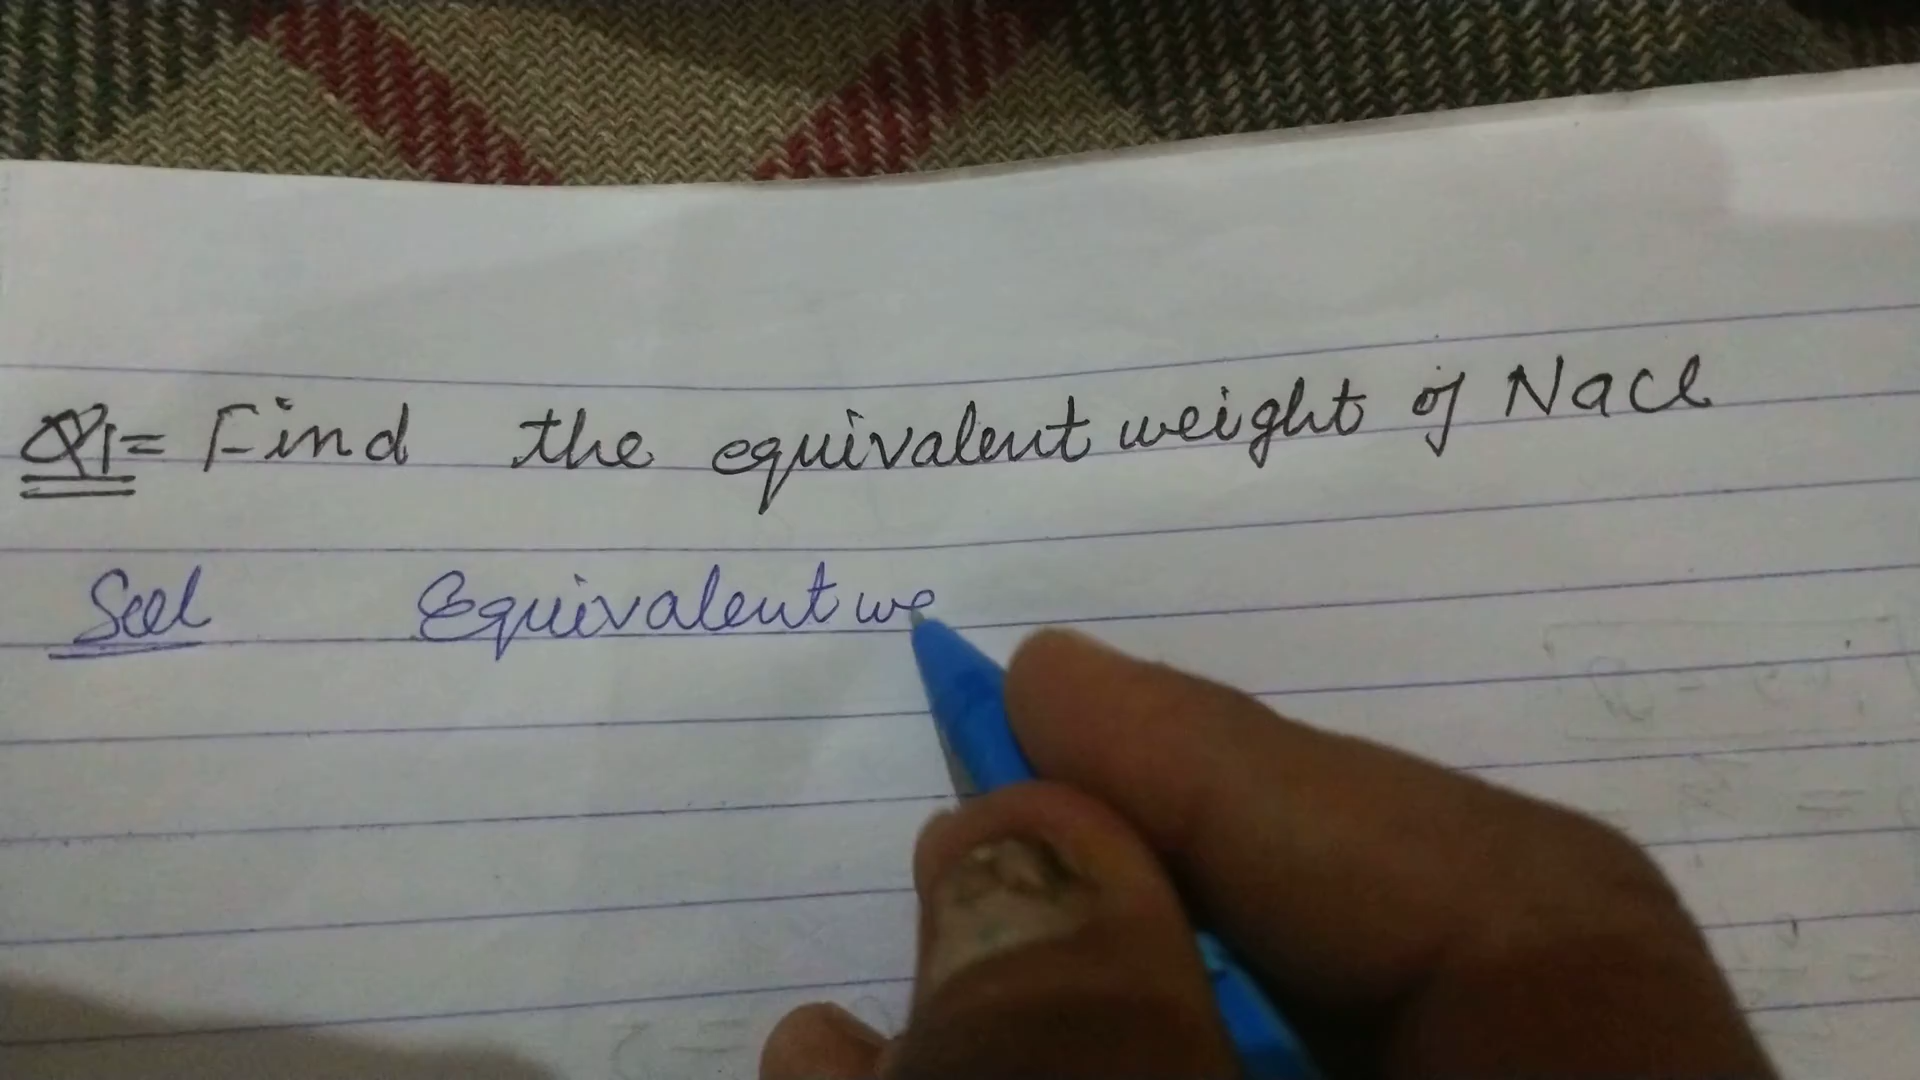 Q1= Find the equivalent weight of NaCl
Sol Equivalent we